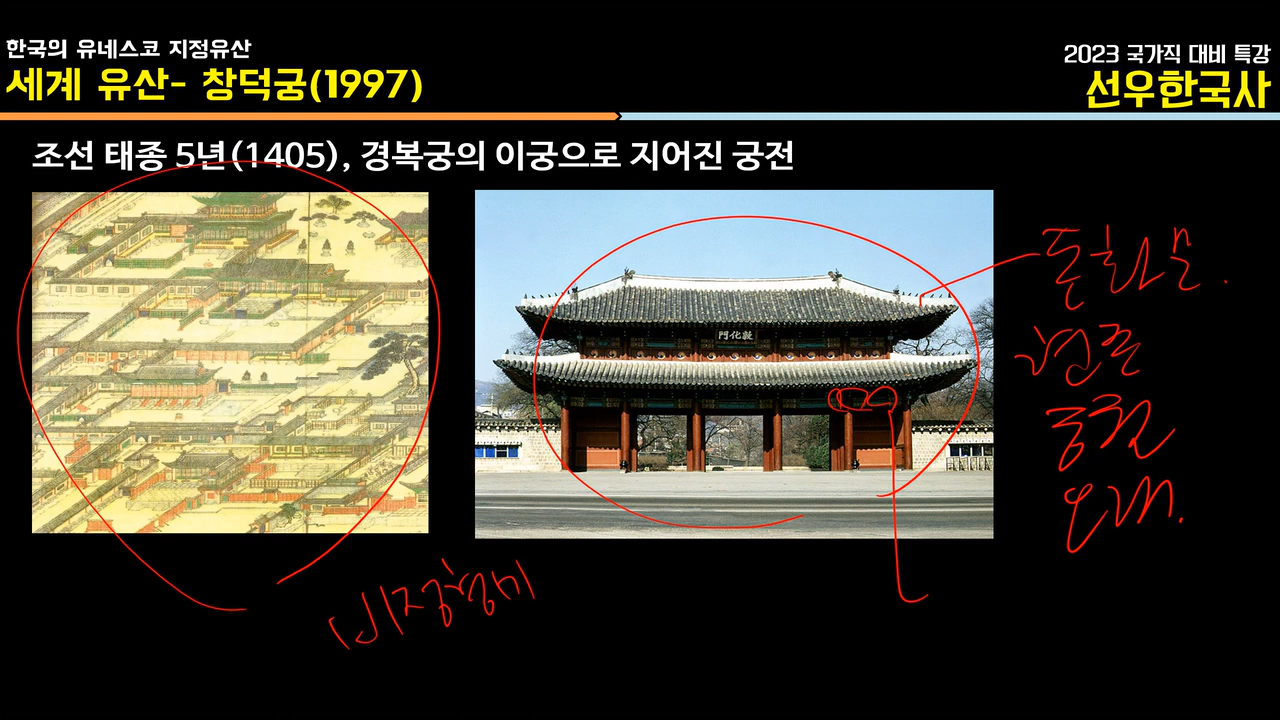 한국의 유네스코 지정유산
세계 유산- 창덕궁(1997)
2023 국가직 대비 특강
선우한국사
조선 태종 5년(1405), 경복궁의 이궁으로 지어진 궁전
門化敦
돈화문.
현존
궁궐
오래.
비정형미